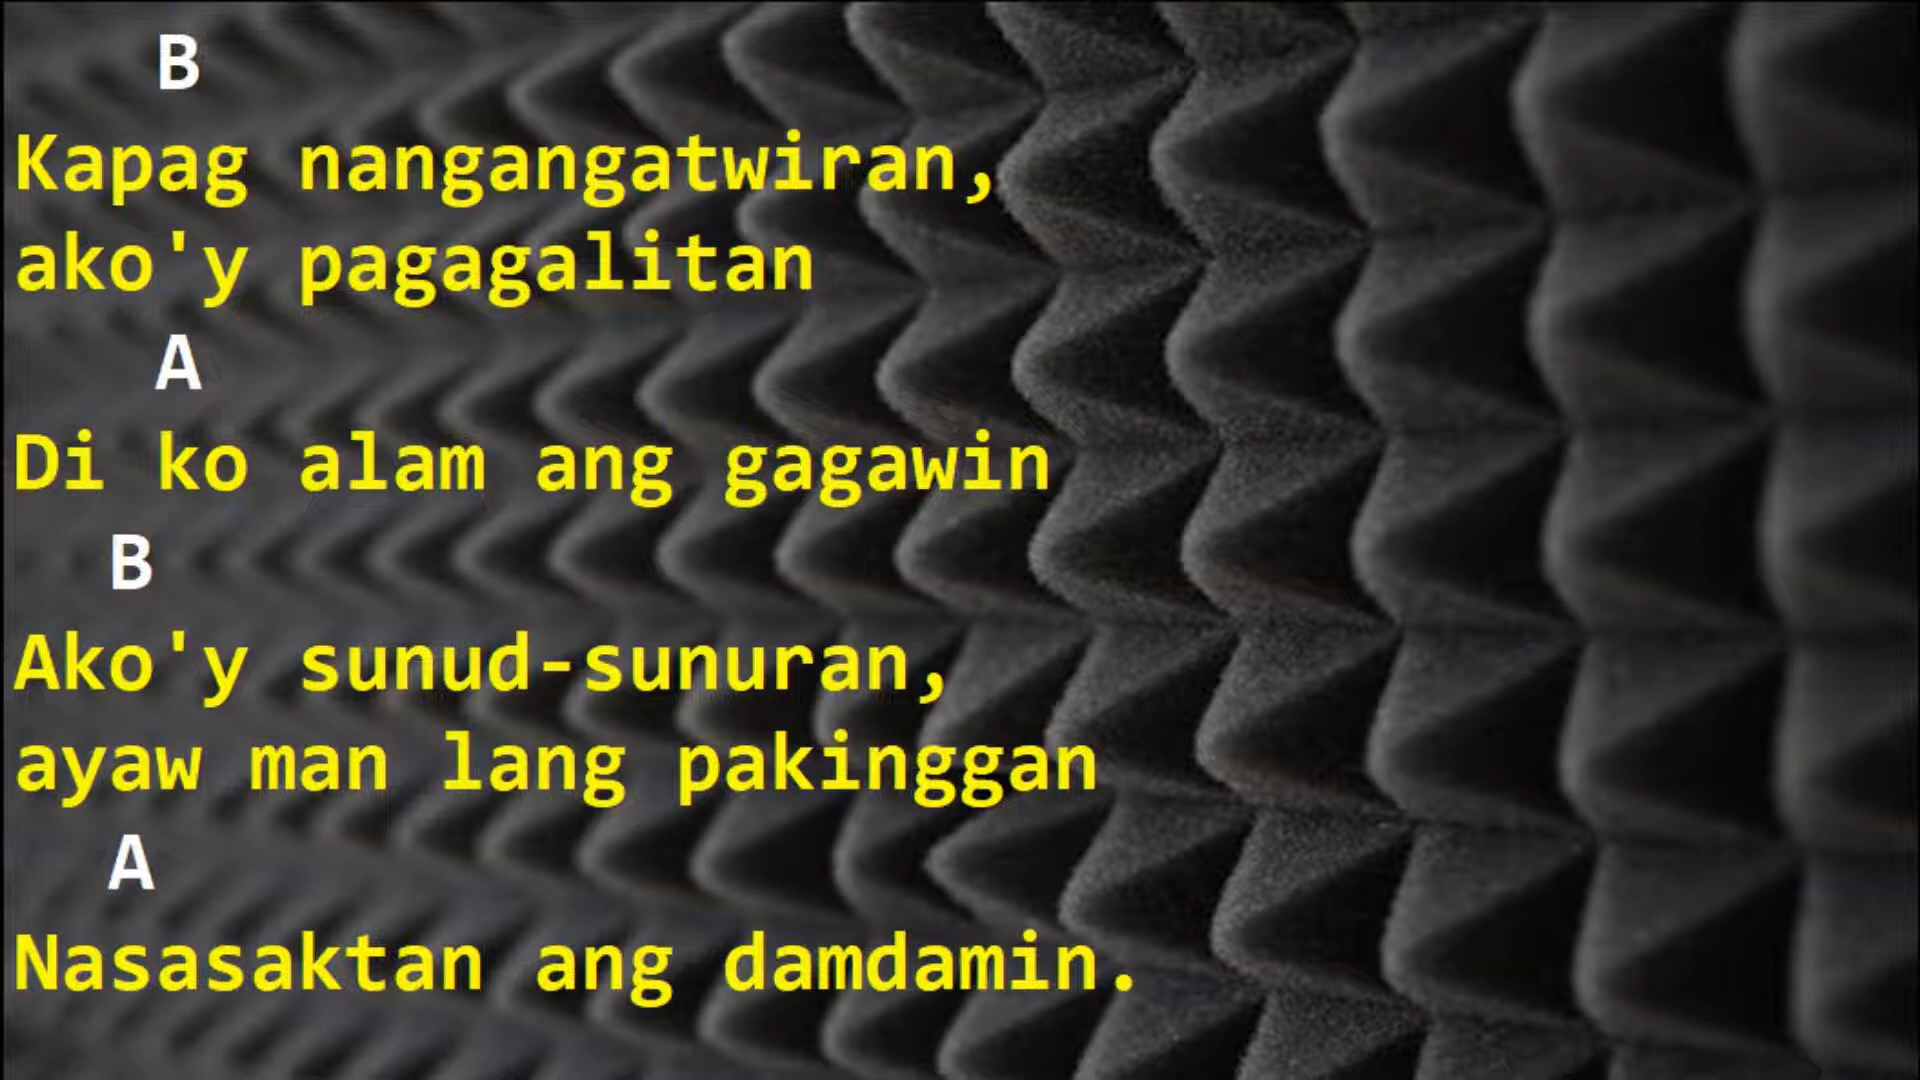 B
Kapag nangangatwiran,
ako'y pagagalitan
A
Di ko alam ang gagawin
B
Ako'y sunud-sunuran,
ayaw man lang pakinggan
A
Nasasaktan ang damdamin.